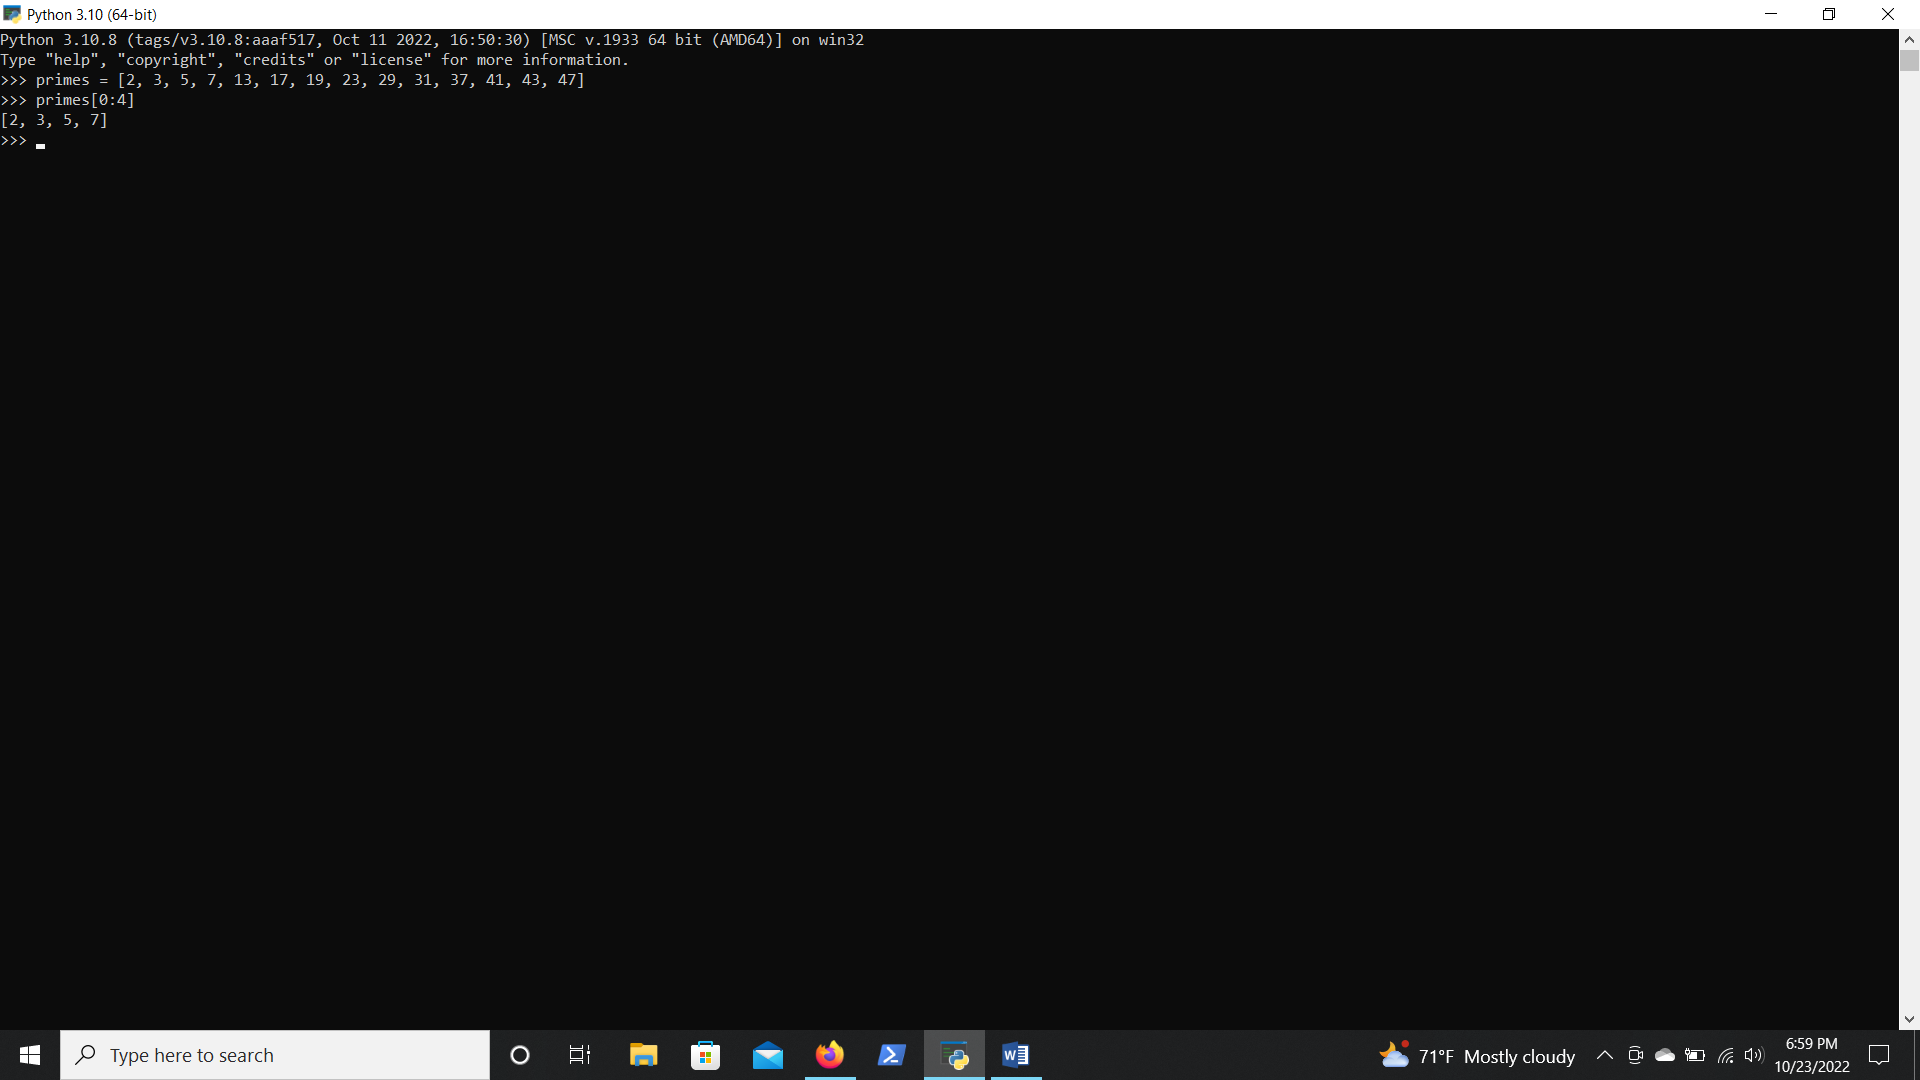 Python 3.10 (64-bit)
Python 3.10.8 (tags/v3.10.8:aaaf517, Oct 11 2022, 16:50:30) [MSC v.1933 64 bit (AMD64)] on win32
Type "help", "copyright", "credits" or "license" for more information.
>>> primes = [2, 3, 5, 7, 13, 17, 19, 23, 29, 31, 37, 41, 43, 47]
>>> primes[0:4]
[2, 3, 5, 7]
>>>
Type here to search
71°F Mostly cloudy
6:59 PM
10/23/2022